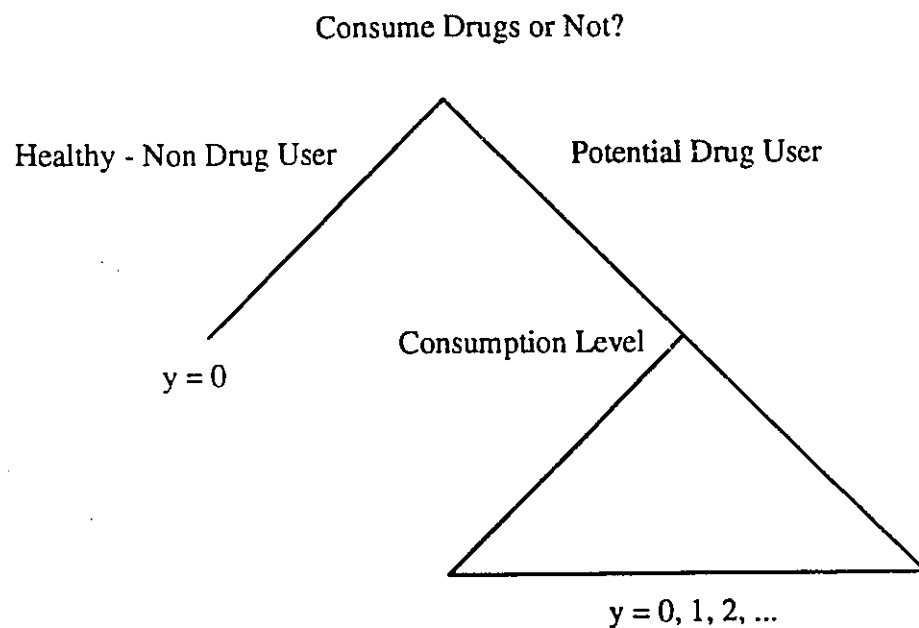 Consume Drugs or Not?
Healthy - Non Drug User
Potential Drug User
Consumption Level
y = 0
y = 0, 1, 2, ...